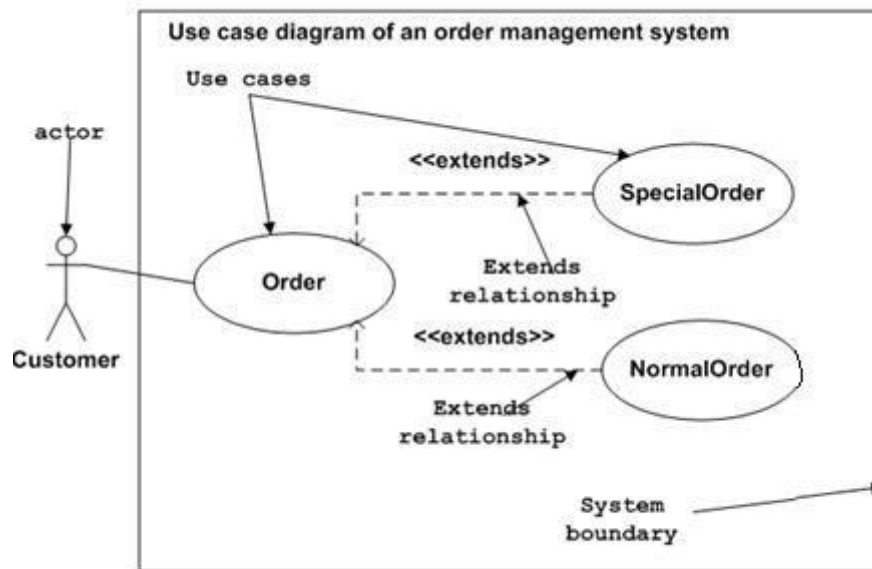 Use case diagram of an order management system
Use cases
actor
<<extends>>
SpecialOrder
Order
Extends
relationship
<<extends>>
Customer
NormalOrder
Extends
relationship
System
boundary